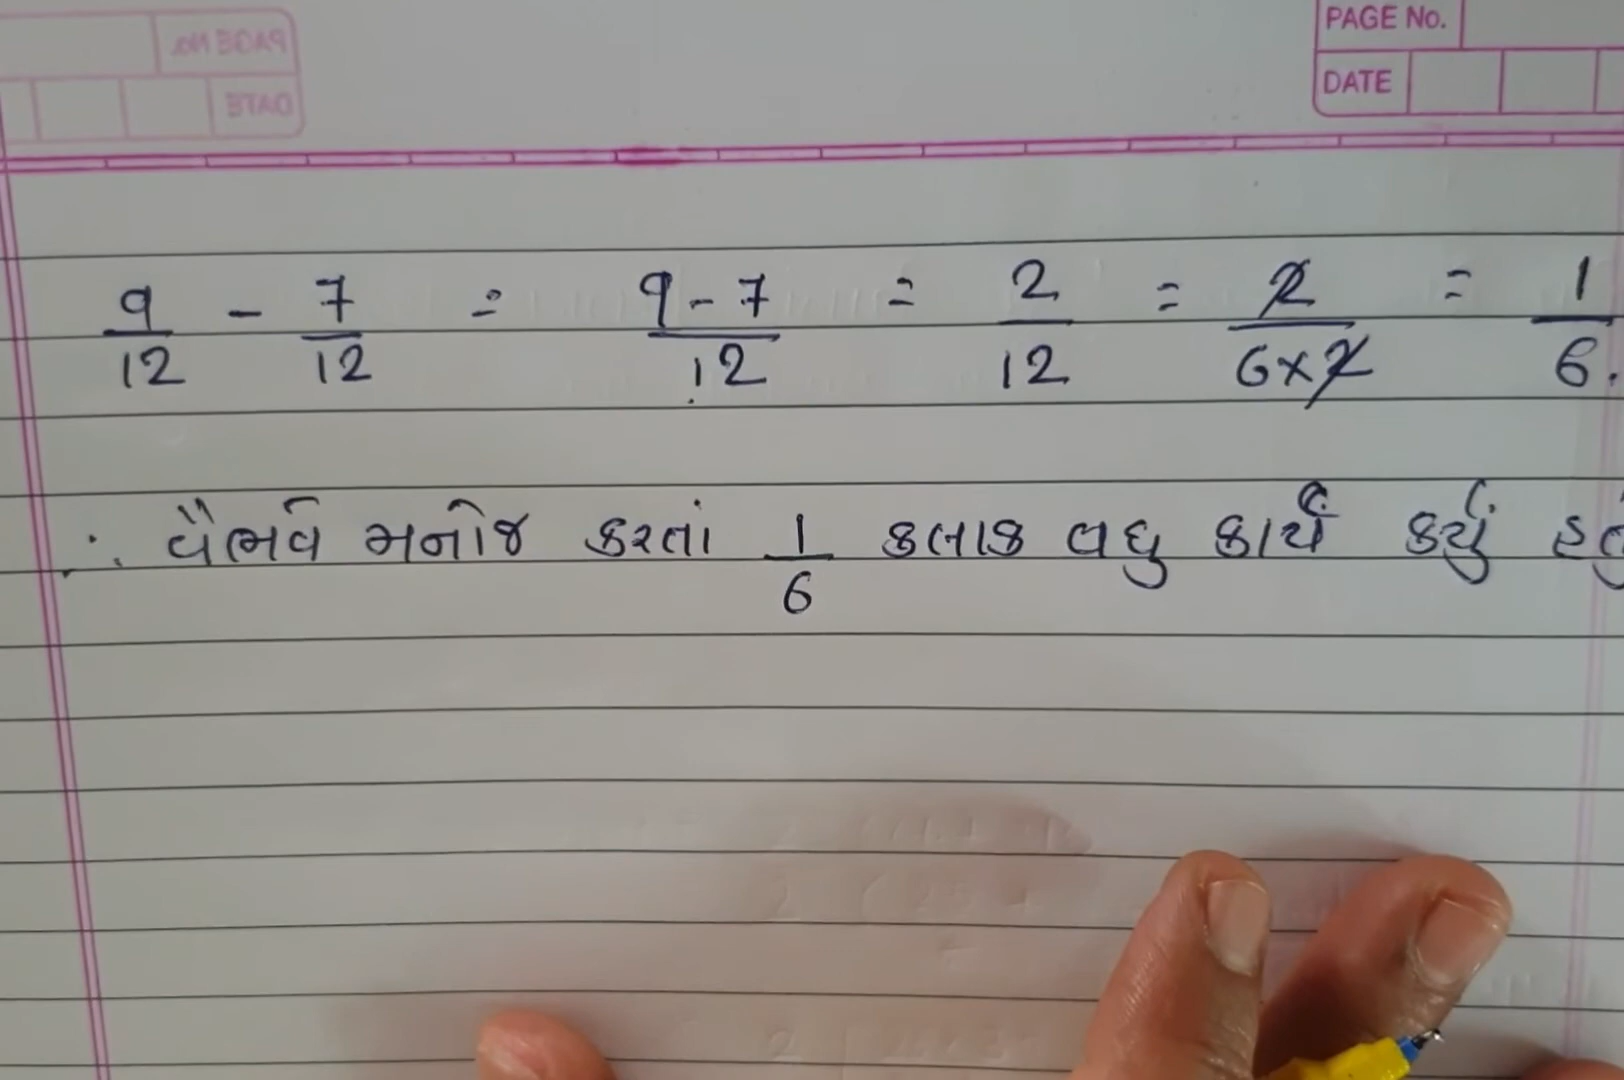 PAGE No.
DATE
9/12 - 7/12 = 9-7/12 = 2/12 = 2/6×2 = 1/6.
∴ વૈભવે મનોજ કરતાં 1/6 કલાક વધુ કાર્ય કર્યું